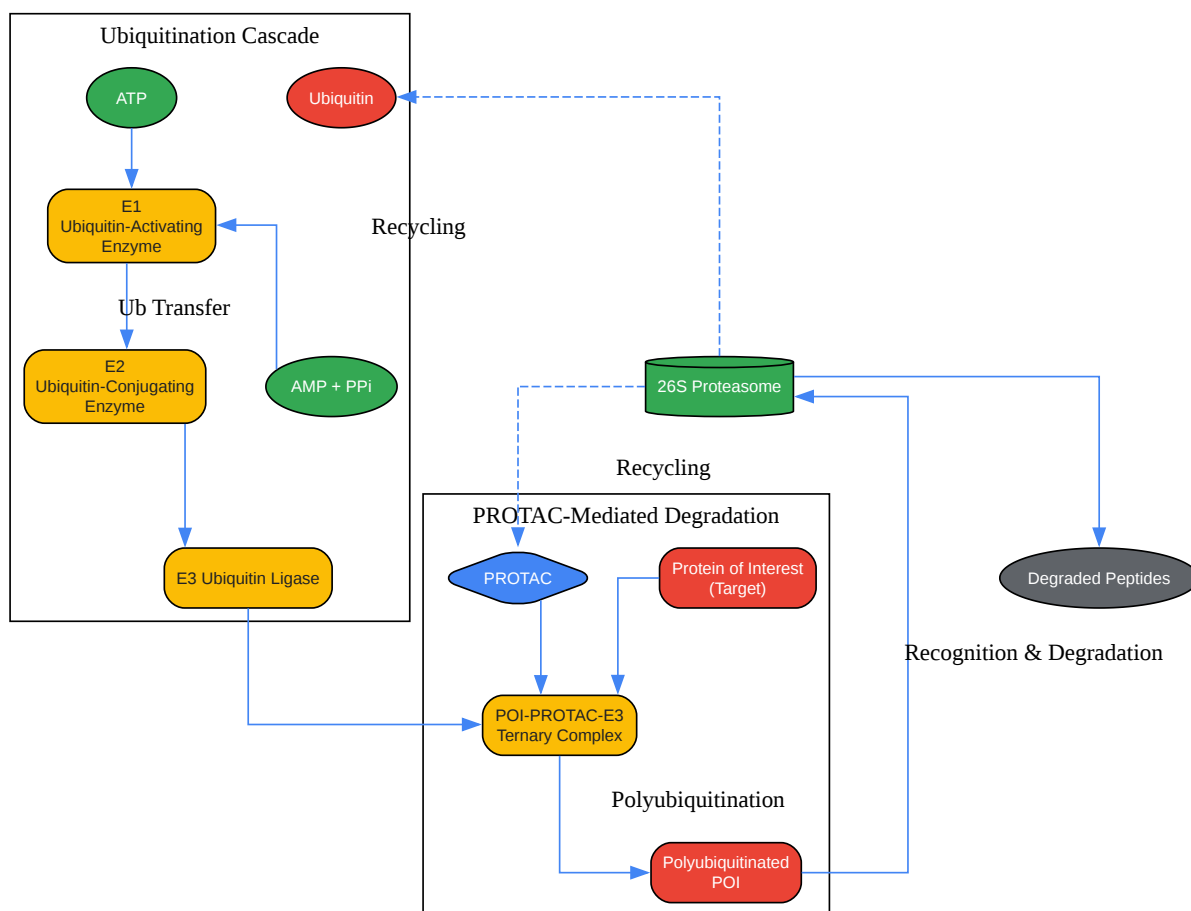 Ubiquitination Cascade
ATP
Ubiquitin
E1
Ubiquitin-Activating
Enzyme
Recycling
Ub Transfer
E2
Ubiquitin-Conjugating
Enzyme
AMP + PPi
26S Proteasome
Recycling
PROTAC-Mediated Degradation
E3 Ubiquitin Ligase
PROTAC
Protein of Interest
(Target)
Degraded Peptides
Recognition & Degradation
POI-PROTAC-E3
Ternary Complex
Polyubiquitination
Polyubiquitinated
POI